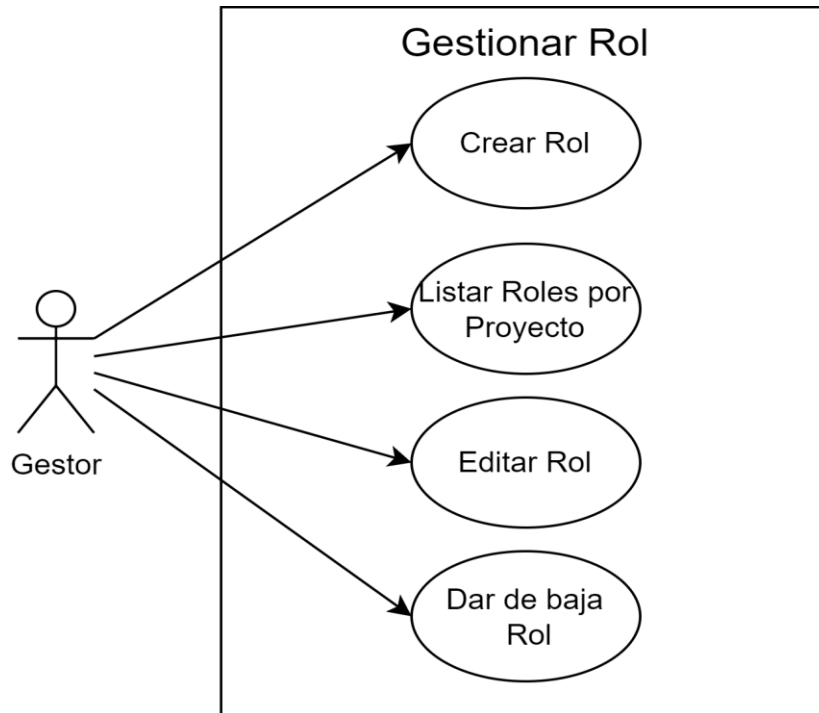 Gestionar Rol
Crear Rol
Listar Roles por
Proyecto
Editar Rol
Gestor
Dar de baja
Rol